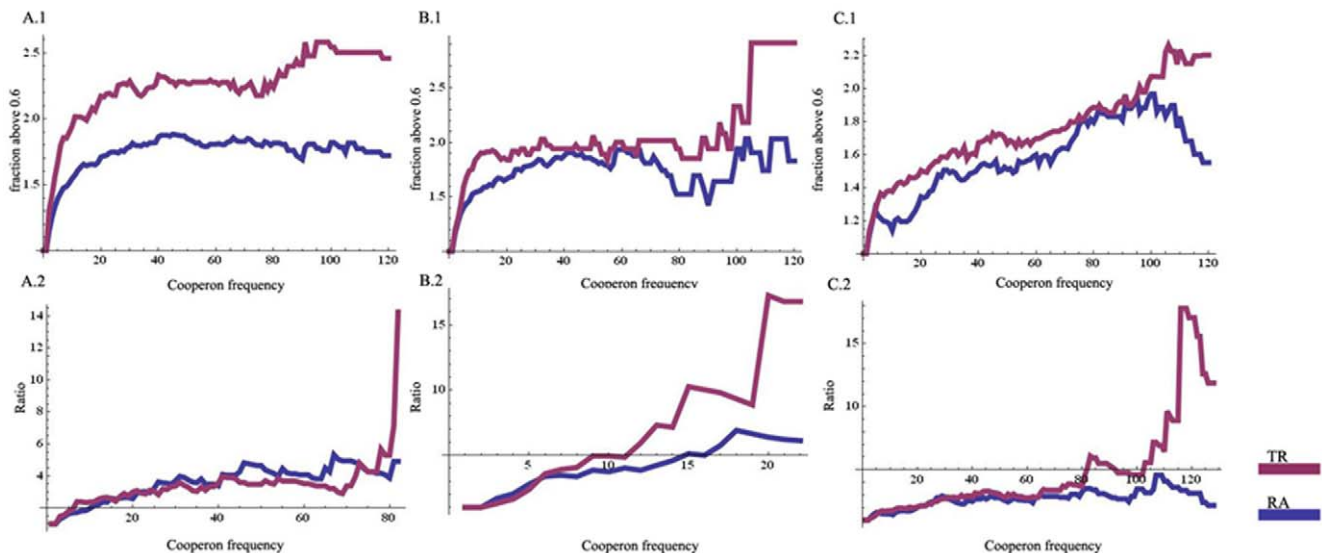 A.1
fraction above 0.6
2.5
2.0
1.5
20 40 60 80 100 120
Cooperon frequency
B.1
fraction above 0.6
2.5
2.0
1.5
20 40 60 80 100 120
Cooperon frequency
C.1
fraction above 0.6
2.2
2.0
1.8
1.6
1.4
1.2
20 40 60 80 100 120
Cooperon frequency
A.2
Ratio
14
12
10
8
6
4
20 40 60 80
Cooperon frequency
B.2
Ratio
15
10
5 10 15 20
Cooperon frequency
C.2
Ratio
15
10
20 40 60 80 100 120
Cooperon frequency
TR
RA